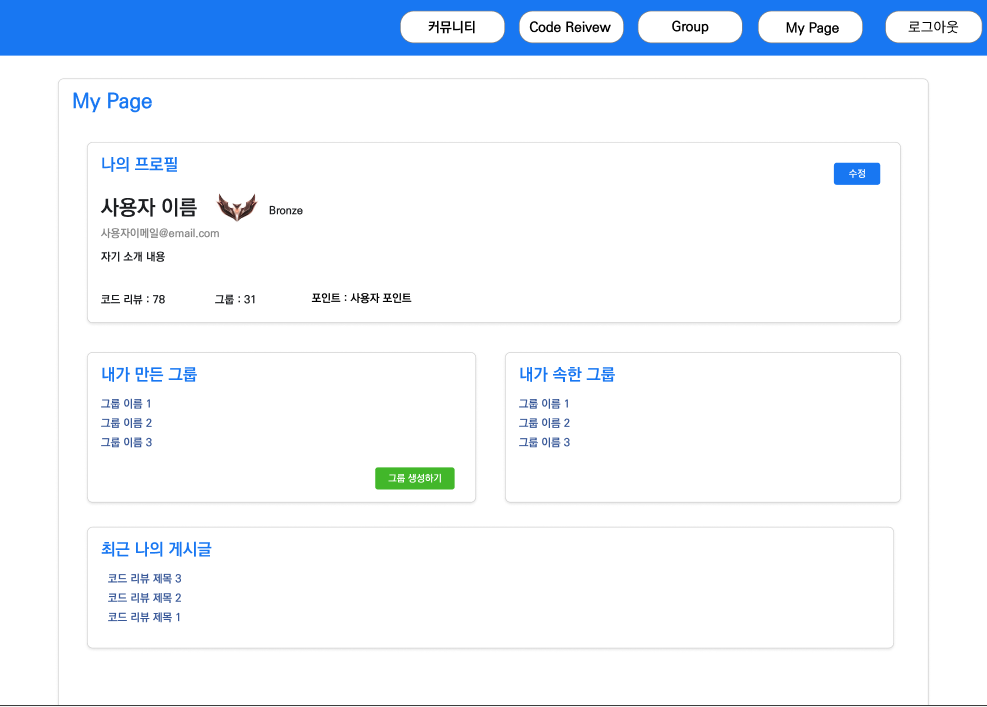 커뮤니티 Code Reivew Group My Page 로그아웃
My Page
나의 프로필
수정
사용자 이름 Bronze
사용자이메일@email.com
자기 소개 내용
코드 리뷰 : 78 그룹 : 31 포인트 : 사용자 포인트
내가 만든 그룹
그룹 이름 1
그룹 이름 2
그룹 이름 3
그룹 생성하기
내가 속한 그룹
그룹 이름 1
그룹 이름 2
그룹 이름 3
최근 나의 게시글
코드 리뷰 제목 3
코드 리뷰 제목 2
코드 리뷰 제목 1